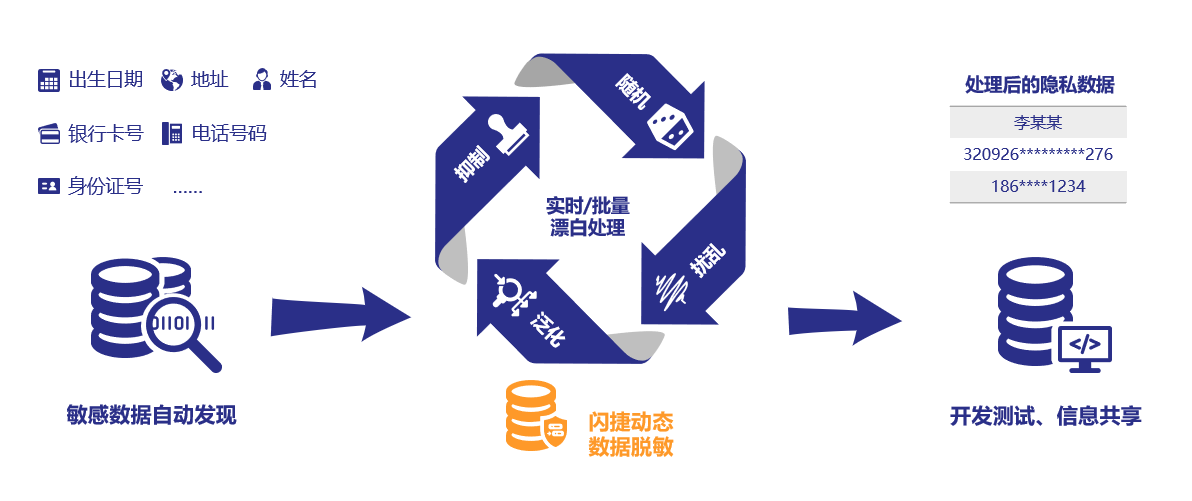 出生日期 地址 姓名
银行卡号 电话号码
身份证号 ……
敏感数据自动发现
抑制
随机
扰乱
泛化
实时/批量
漂白处理
闪捷动态
数据脱敏
处理后的隐私数据
李某某
320926*********276
186****1234
开发测试、信息共享
01101 11
</>